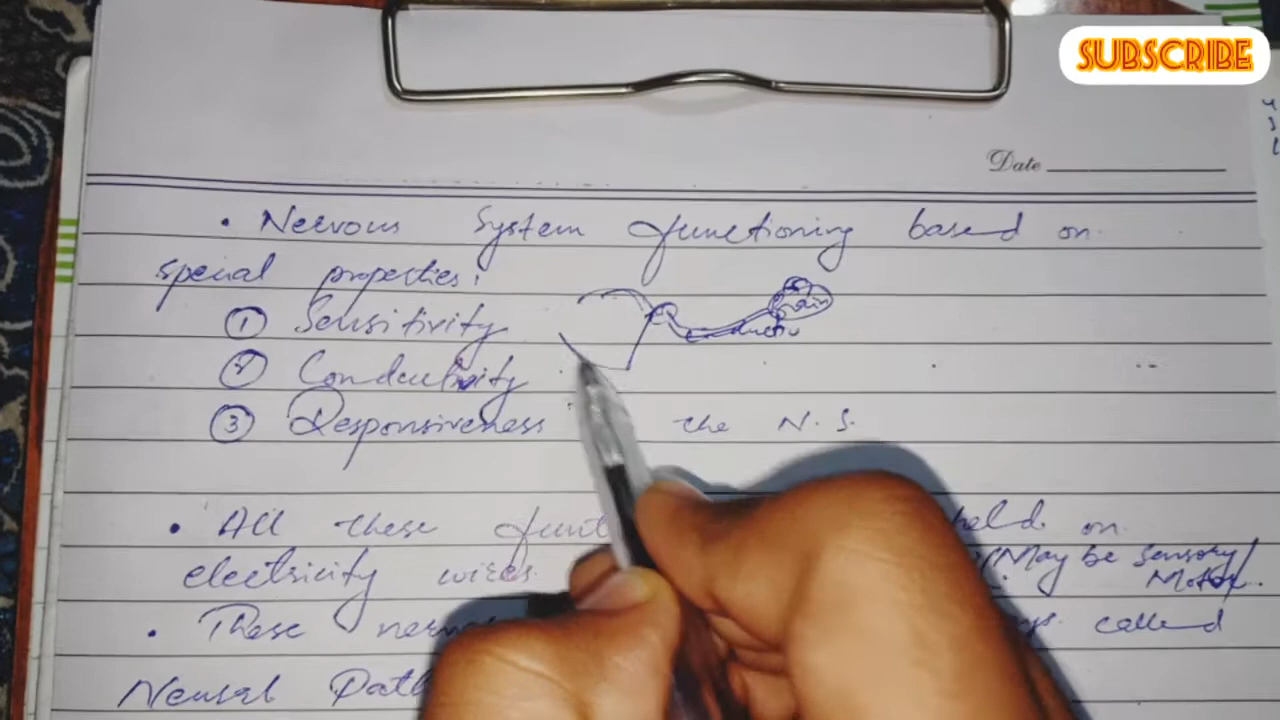 SUBSCRIBE
Date
• Nervous System functioning based on
special properties:
① Sensitivity
② Conductivity
③ Responsiveness the N.S.
Brain
• All these held on
electricity wires /May be Sensory/
Motor.
• These called
Neural